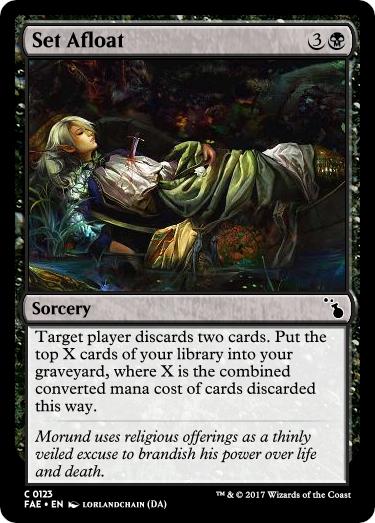 Set Afloat 3
Sorcery
Target player discards two cards. Put the
top X cards of your library into your
graveyard, where X is the combined
converted mana cost of cards discarded
this way.
Morund uses religious offerings as a thinly
veiled excuse to brandish his power over life
and death.
C 0123
FAE • EN LORLANDCHAIN (DA)
™ & © 2017 Wizards of the Coast